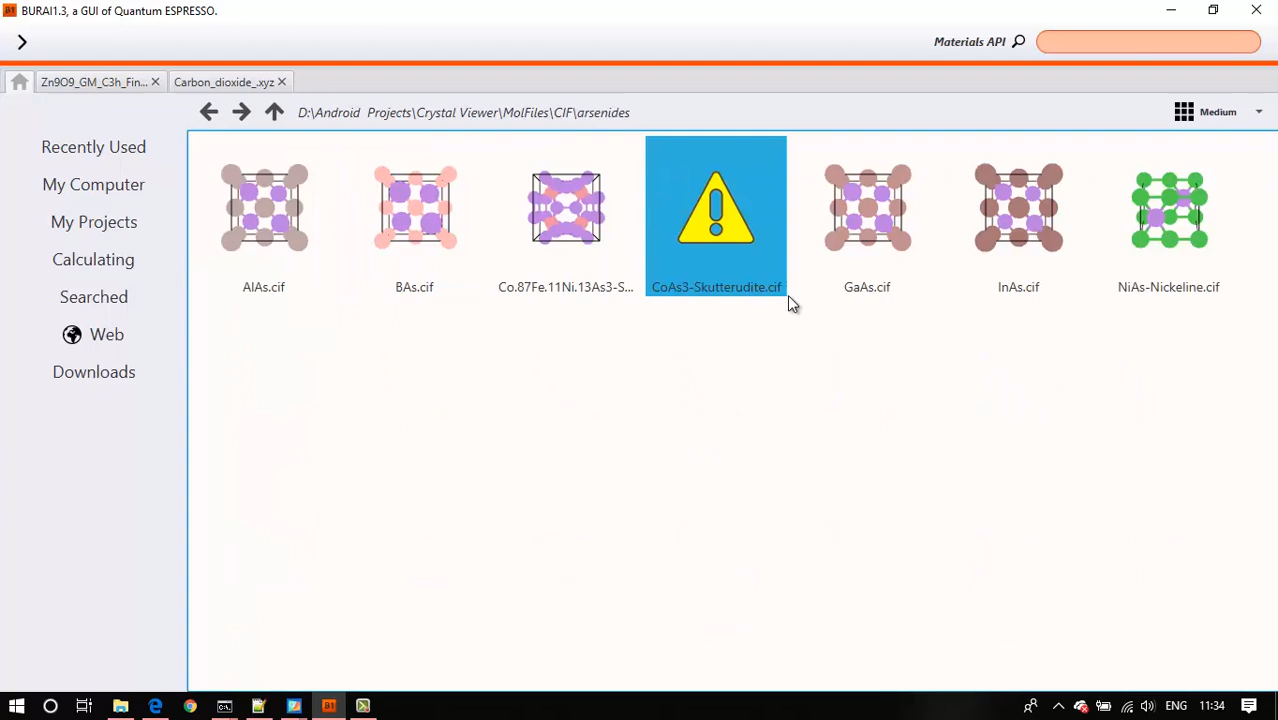 BURAI1.3, a GUI of Quantum ESPRESSO.
Materials API
Zn9O9_GM_C3h_Fin...
Carbon_dioxide_.xyz
D:\Android Projects\Crystal Viewer\MolFiles\CIF\arsenides
Medium
Recently Used
My Computer
My Projects
Calculating
Searched
Web
Downloads
AlAs.cif
BAs.cif
Co.87Fe.11Ni.13As3-S...
CoAs3-Skutterudite.cif
GaAs.cif
InAs.cif
NiAs-Nickeline.cif
ENG
11:34